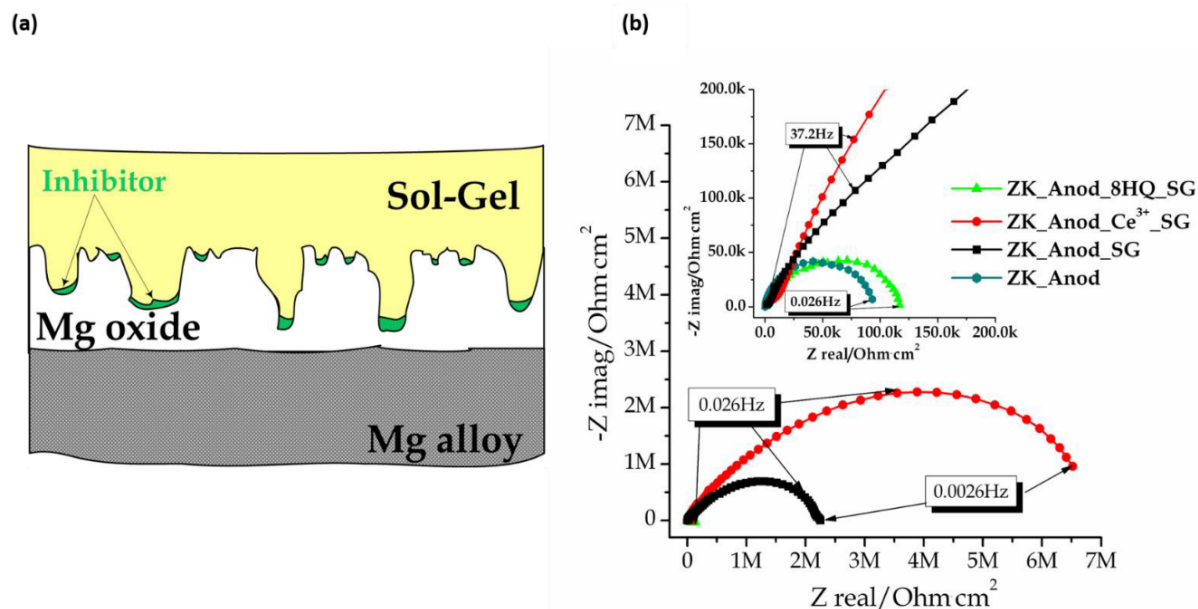 (a)
Inhibitor
Sol-Gel
Mg oxide
Mg alloy
(b)
-Z imag/Ohm cm²
7M
6M
5M
4M
3M
2M
1M
0
0 1M 2M 3M 4M 5M 6M 7M
Z real/Ohm cm²
0.026Hz
0.0026Hz
-Z imag/Ohm cm²
200.0k
150.0k
100.0k
50.0k
0.0
0.0 50.0k 100.0k 150.0k 200.0k
Z real/Ohm cm²
37.2Hz
0.026Hz
ZK_Anod_8HQ_SG
ZK_Anod_Ce³⁺_SG
ZK_Anod_SG
ZK_Anod